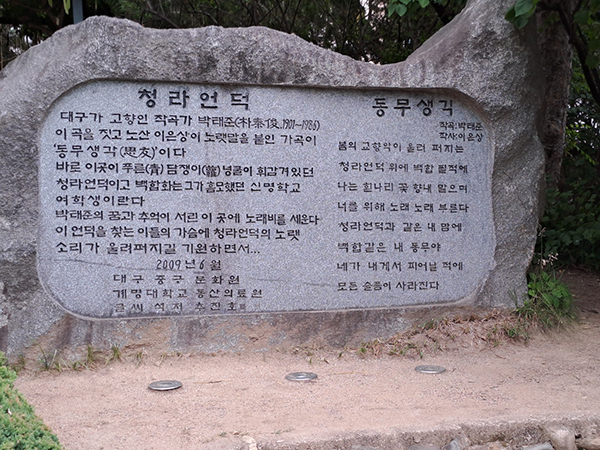 청라언덕
대구가 고향인 작곡가 박태준(朴泰俊, 1901-1986)
이 곡을 짓고 노산 이은상이 노랫말을 붙인 가곡이
'동무생각(思友)'이다
바로 이곳이 푸른(靑) 담쟁이(蘿)넝쿨이 휘감겨있던
청라언덕이고 백합화는 그가 흠모했던 신명학교
여학생이란다
박태준의 꿈과 추억이 서린 이 곳에 노래비를 세운다
이 언덕을 찾는 이들의 가슴에 청라언덕의 노랫
소리가 울려퍼지길 기원하면서...
2009년 6월
대구 중구 문화원
계명대학교 동산의료원
글씨 석저 추진호
동무생각
작곡: 박태준
작사: 이은상
봄의 교향악이 울려 퍼지는
청라언덕 위에 백합 필적에
나는 흰나리 꽃 향내 맡으며
너를 위해 노래 노래 부른다
청라언덕과 같은 내 맘에
백합같은 내 동무야
네가 내게서 피어날 적에
모든 슬픔이 사라진다